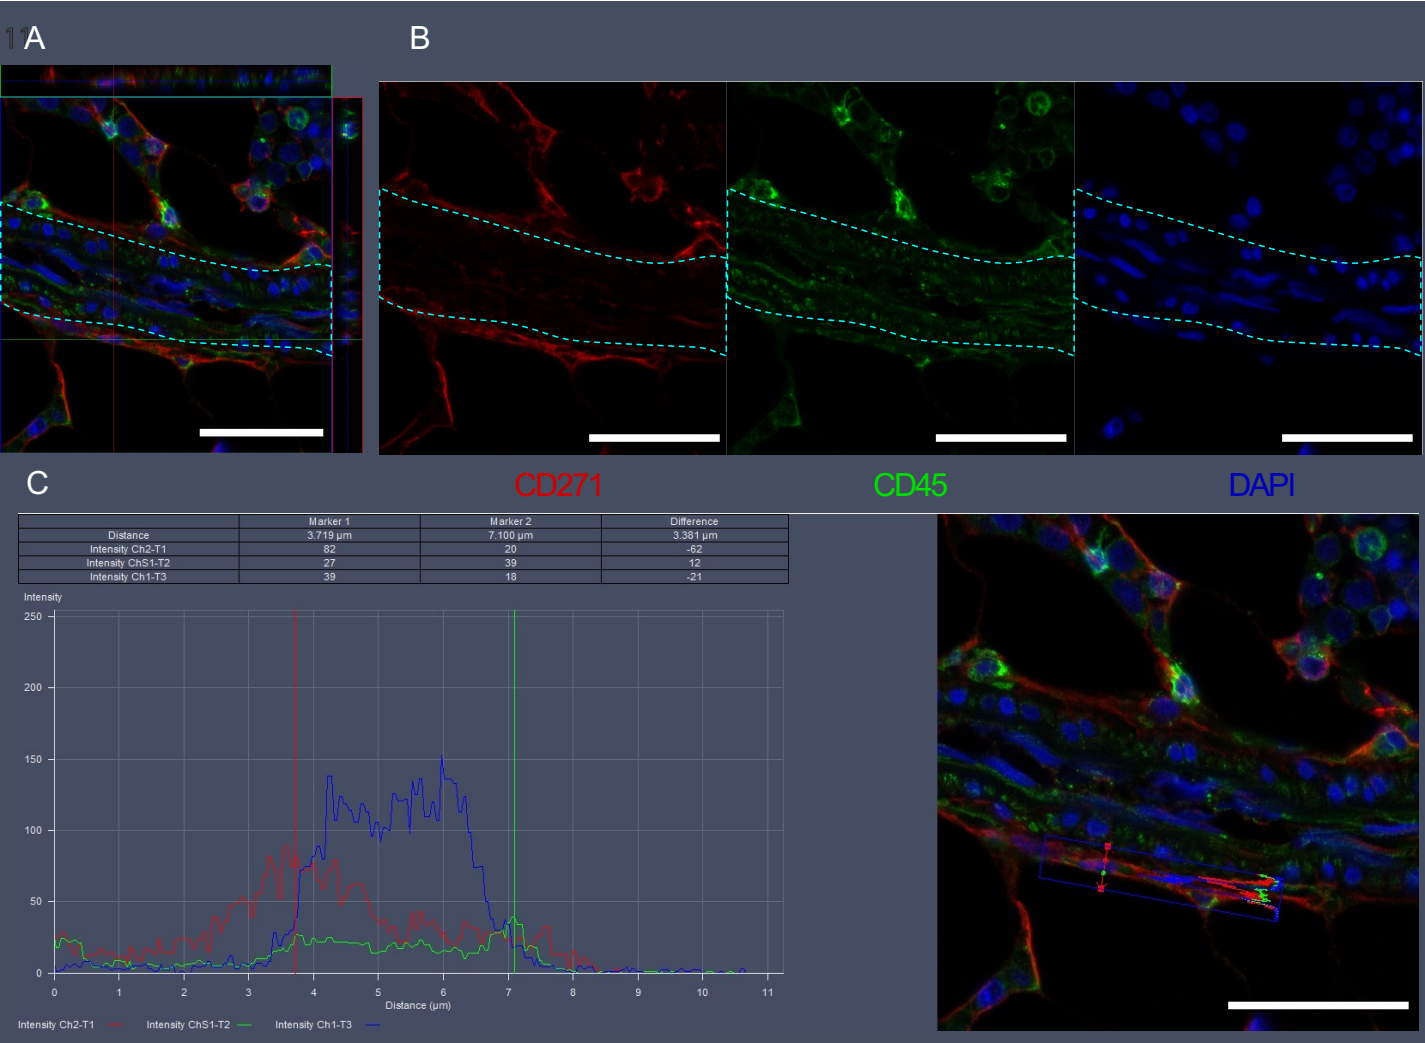 11
A
B
CD271 CD45 DAPI
C
Marker 1 Marker 2 Difference
Distance 3.719 µm 7.100 µm 3.381 µm
Intensity Ch2-T1 82 20 -62
Intensity ChS1-T2 27 39 12
Intensity Ch1-T3 39 18 -21
Intensity
250
200
150
100
50
0
0 1 2 3 4 5 6 7 8 9 10 11
Distance (µm)
Intensity Ch2-T1 Intensity ChS1-T2 Intensity Ch1-T3